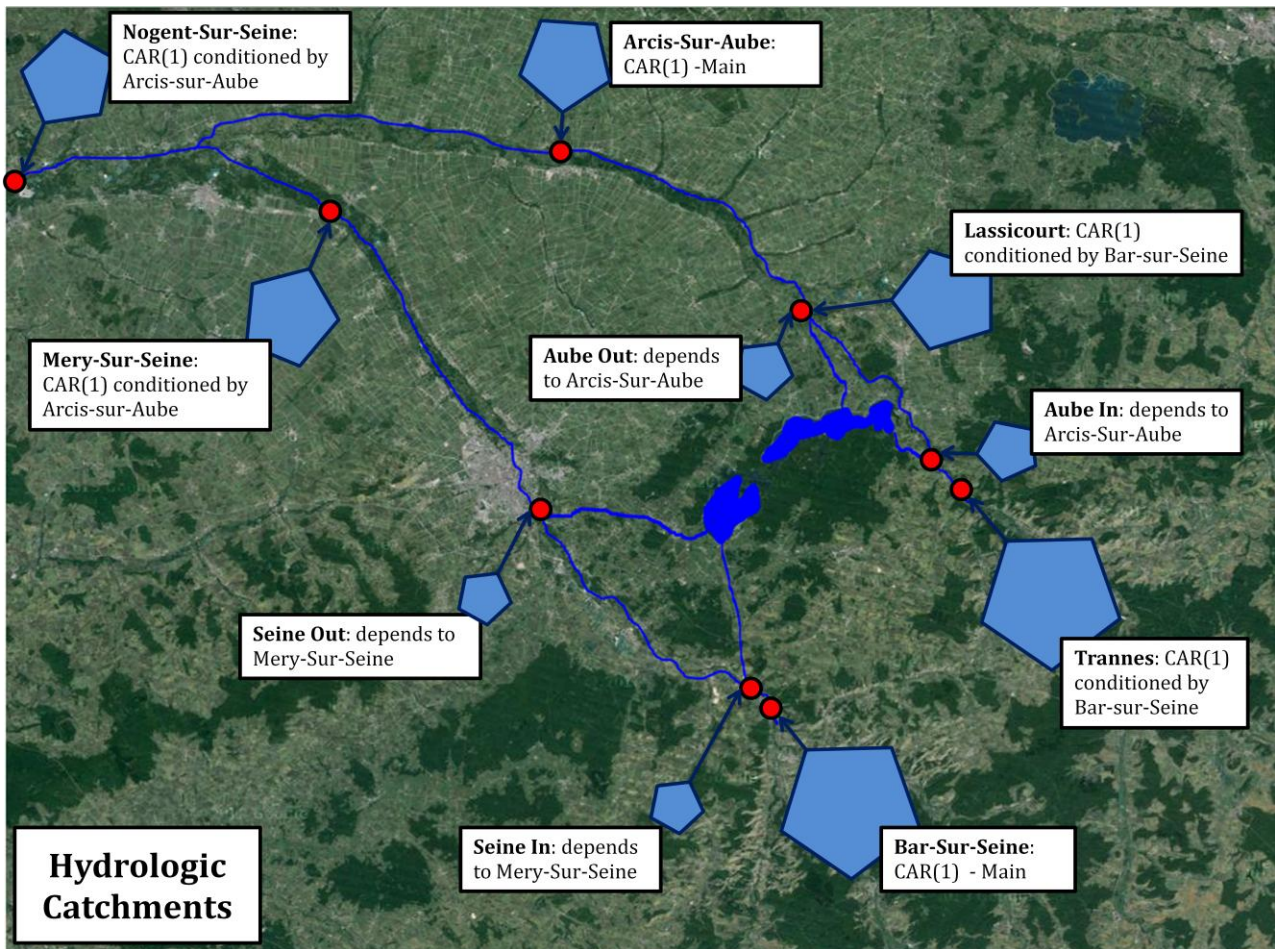 Nogent-Sur-Seine:
CAR(1) conditioned by
Arcis-sur-Aube
Arcis-Sur-Aube:
CAR(1) -Main
Lassicourt: CAR(1)
conditioned by Bar-sur-Seine
Mery-Sur-Seine:
CAR(1) conditioned by
Arcis-sur-Aube
Aube Out: depends
to Arcis-Sur-Aube
Aube In: depends to
Arcis-Sur-Aube
Seine Out: depends to
Mery-Sur-Seine
Trannes: CAR(1)
conditioned by
Bar-sur-Seine
Seine In: depends
to Mery-Sur-Seine
Bar-Sur-Seine:
CAR(1) - Main
Hydrologic
Catchments